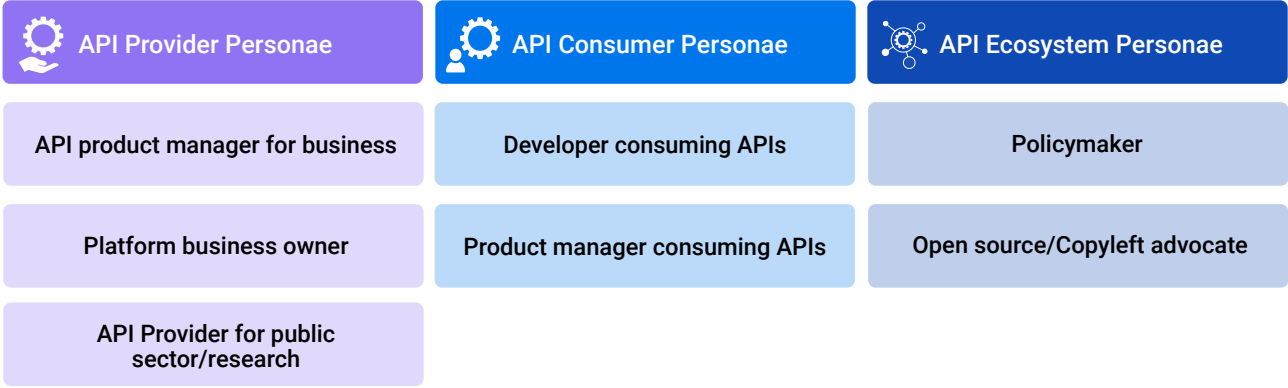 API Provider Personae
API product manager for business
Platform business owner
API Provider for public
sector/research
API Consumer Personae
Developer consuming APIs
Product manager consuming APIs
API Ecosystem Personae
Policymaker
Open source/Copyleft advocate